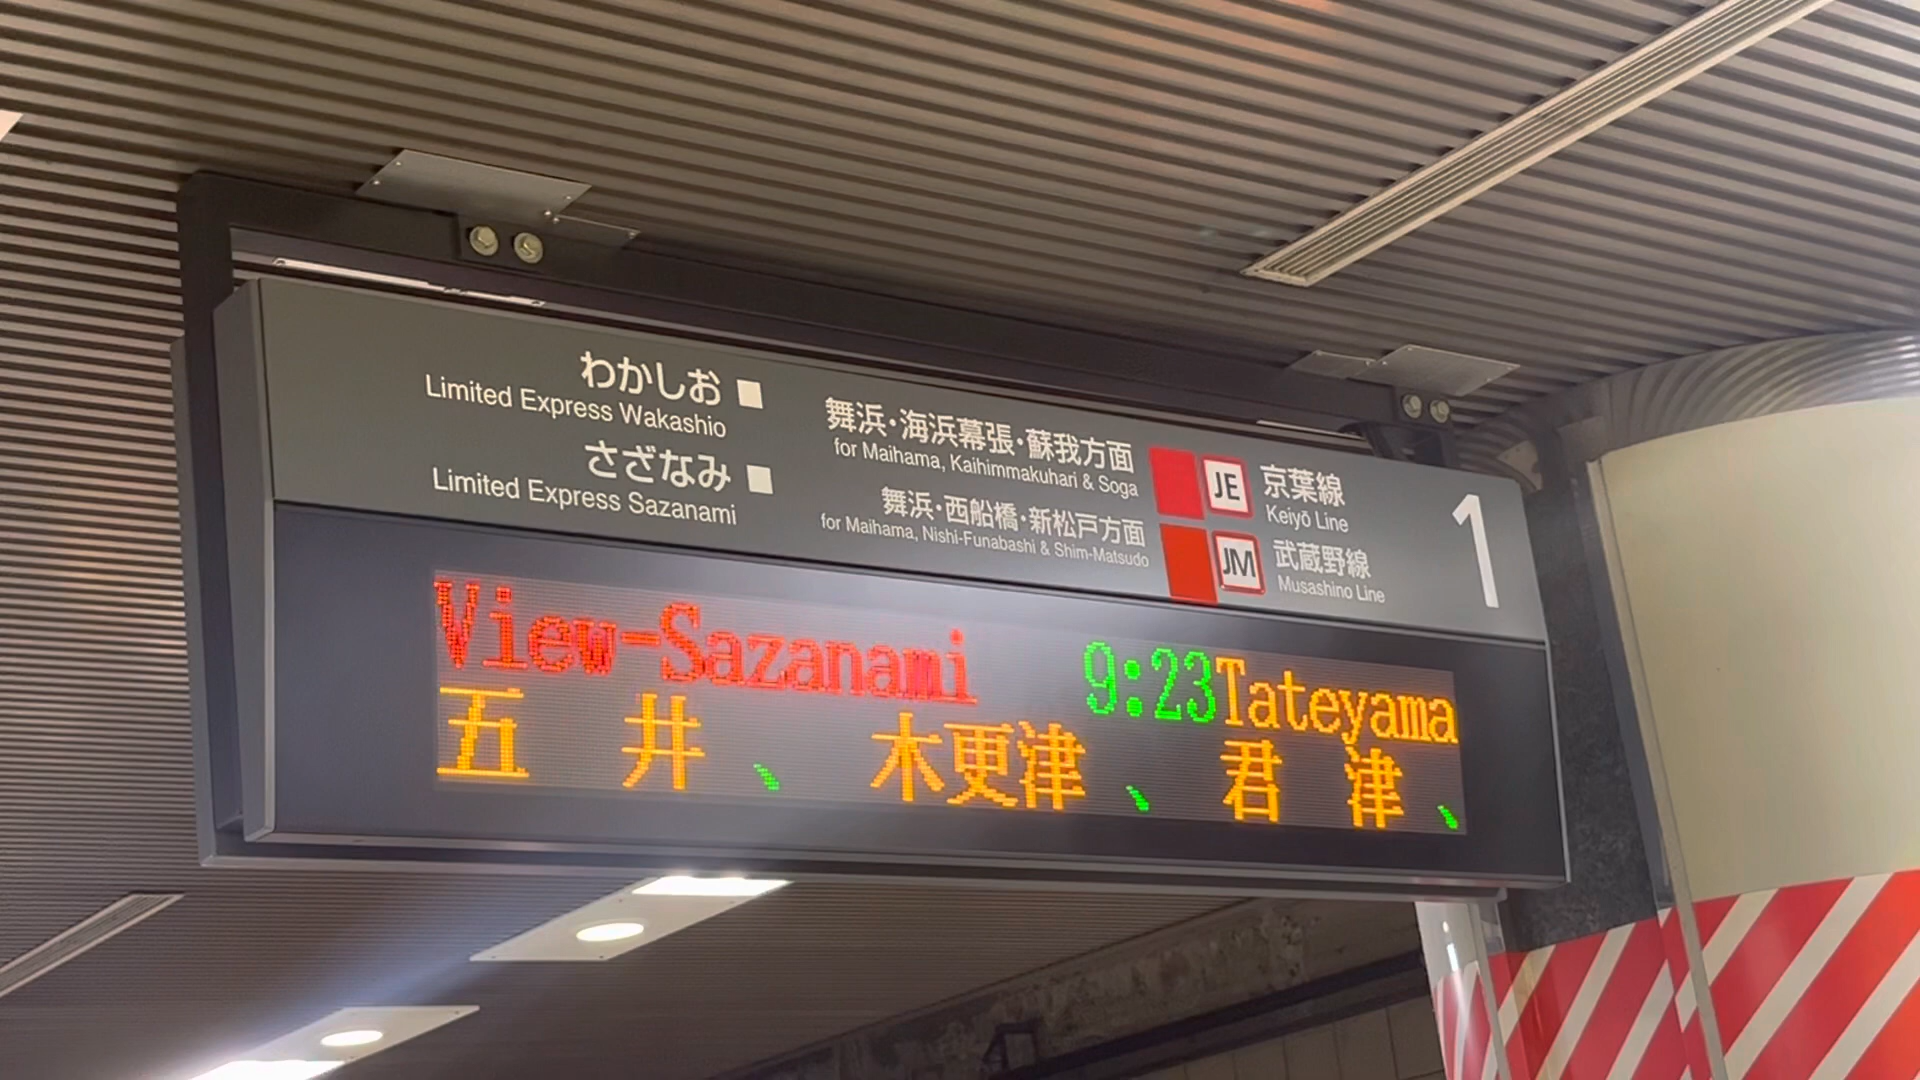 わかしお ■
Limited Express Wakashio
さざなみ ■
Limited Express Sazanami
舞浜・海浜幕張・蘇我方面
for Maihama, Kaihimmakuhari & Soga
舞浜・西船橋・新松戸方面
for Maihama, Nishi-Funabashi & Shim-Matsudo
JE 京葉線
Keiyō Line
JM 武蔵野線
Musashino Line
1
View-Sazanami 9:23 Tateyama
五井、木更津、君津、